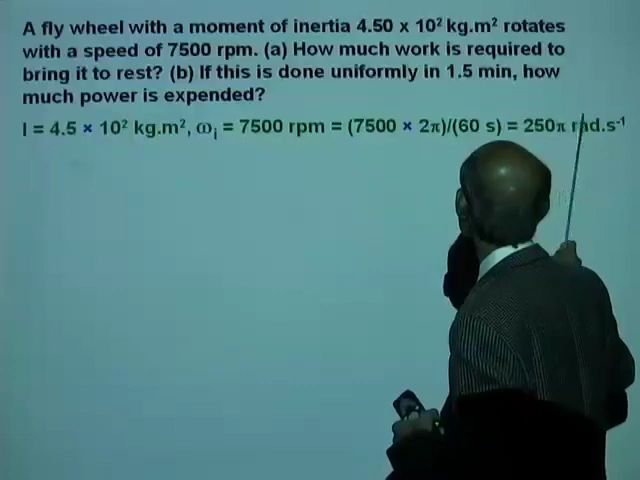 A fly wheel with a moment of inertia 4.50 x 10² kg.m² rotates
with a speed of 7500 rpm. (a) How much work is required to
bring it to rest? (b) If this is done uniformly in 1.5 min, how
much power is expended?
I = 4.5 × 10² kg.m², ωᵢ = 7500 rpm = (7500 × 2π)/(60 s) = 250π rad.s⁻¹